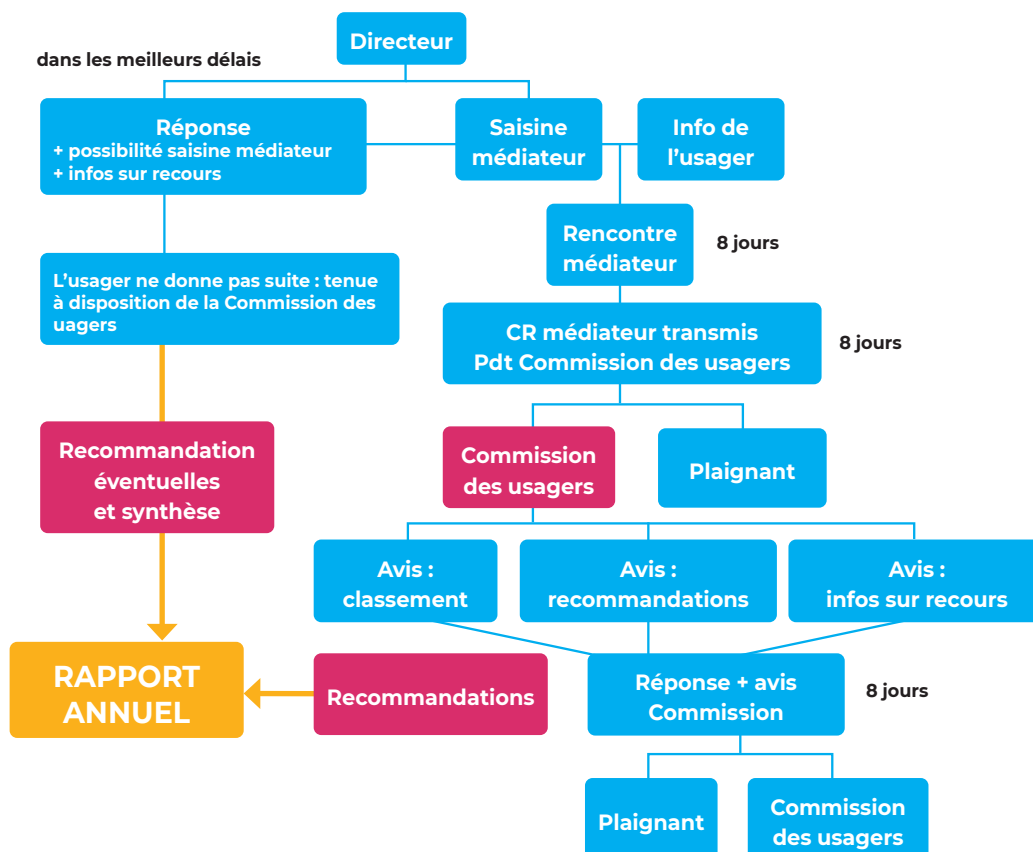 Directeur
dans les meilleurs délais
Réponse
+ possibilité saisine médiateur
+ infos sur recours
Saisine
médiateur
Info de
l’usager
Rencontre
médiateur
8 jours
L’usager ne donne pas suite : tenue
à disposition de la Commission des
uagers
CR médiateur transmis
Pdt Commission des usagers
8 jours
Recommandation
éventuelles
et synthèse
Commission
des usagers
Plaignant
Avis :
classement
Avis :
recommandations
Avis :
infos sur recours
RAPPORT
ANNUEL
Recommandations
Réponse + avis
Commission
8 jours
Plaignant
Commission
des usagers